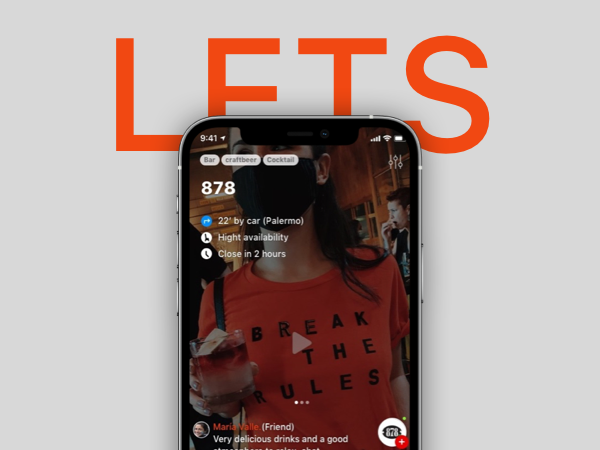 LETS
9:41
Bar craftbeer Cocktail
878
22' by car (Palermo)
Hight availability
Close in 2 hours
BREAK
THE
RULES
Maria Valle (Friend)
Very delicious drinks and a good
878